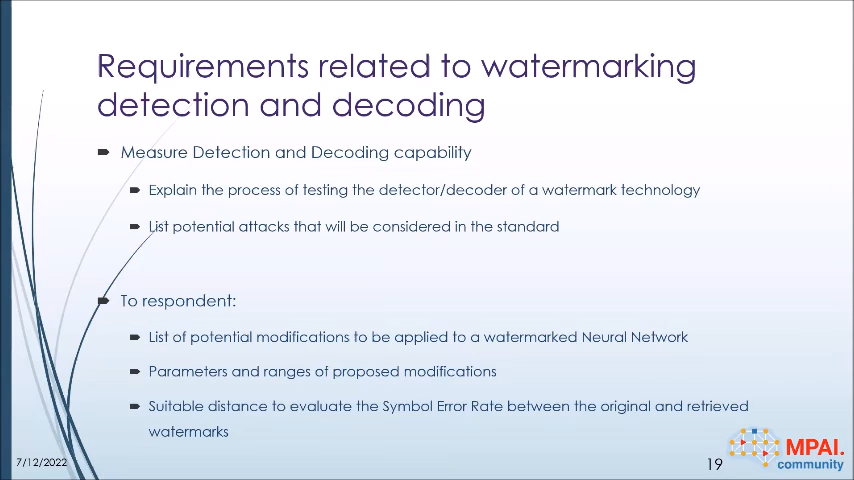 Requirements related to watermarking
detection and decoding
Measure Detection and Decoding capability
Explain the process of testing the detector/decoder of a watermark technology
List potential attacks that will be considered in the standard
To respondent:
List of potential modifications to be applied to a watermarked Neural Network
Parameters and ranges of proposed modifications
Suitable distance to evaluate the Symbol Error Rate between the original and retrieved
watermarks
7/12/2022
19
MPAI.
community